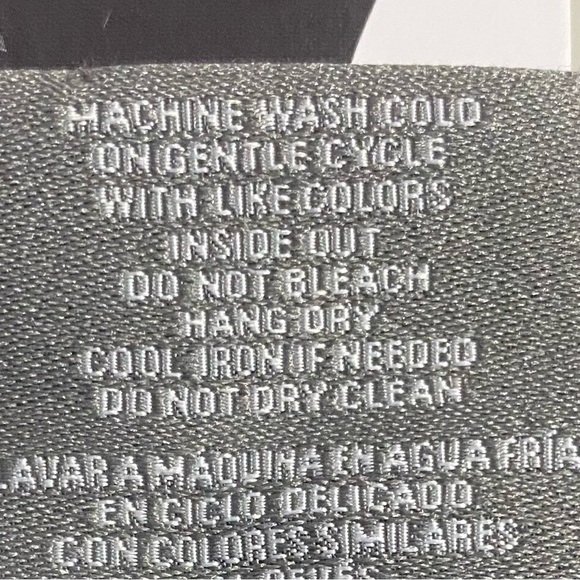 MACHINE WASH COLD
ON GENTLE CYCLE
WITH LIKE COLORS
INSIDE OUT
DO NOT BLEACH
HANG DRY
COOL IRON IF NEEDED
DO NOT DRY CLEAN
LAVAR A MAQUINA EN AGUA FRÍA
EN CICLO DELICADO
CON COLORES SIMILARES